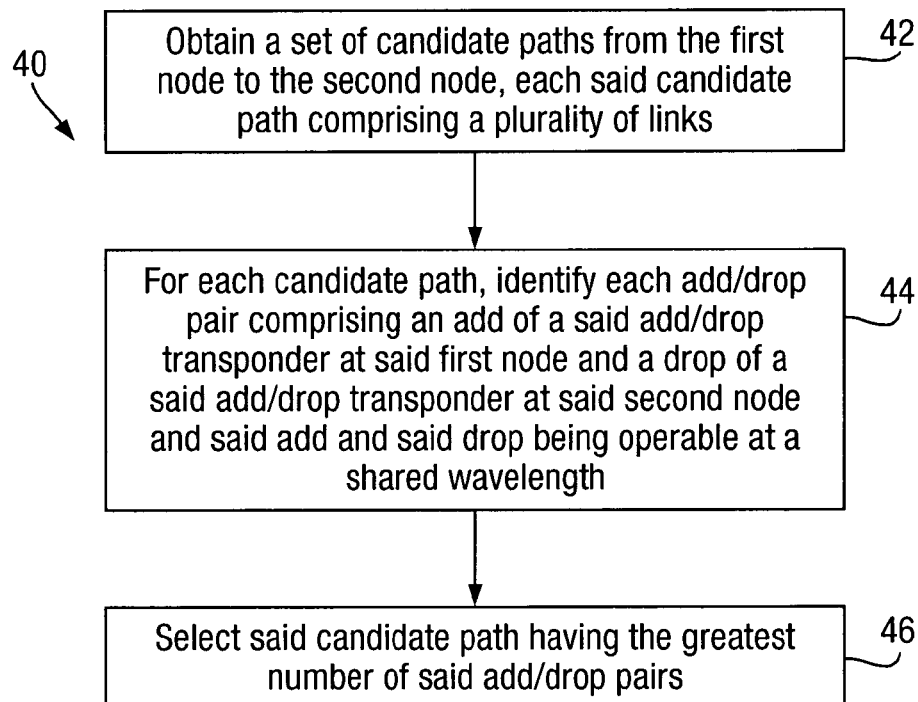 40
Obtain a set of candidate paths from the first
node to the second node, each said candidate
path comprising a plurality of links
42
For each candidate path, identify each add/drop
pair comprising an add of a said add/drop
transponder at said first node and a drop of a
said add/drop transponder at said second node
and said add and said drop being operable at a
shared wavelength
44
Select said candidate path having the greatest
number of said add/drop pairs
46